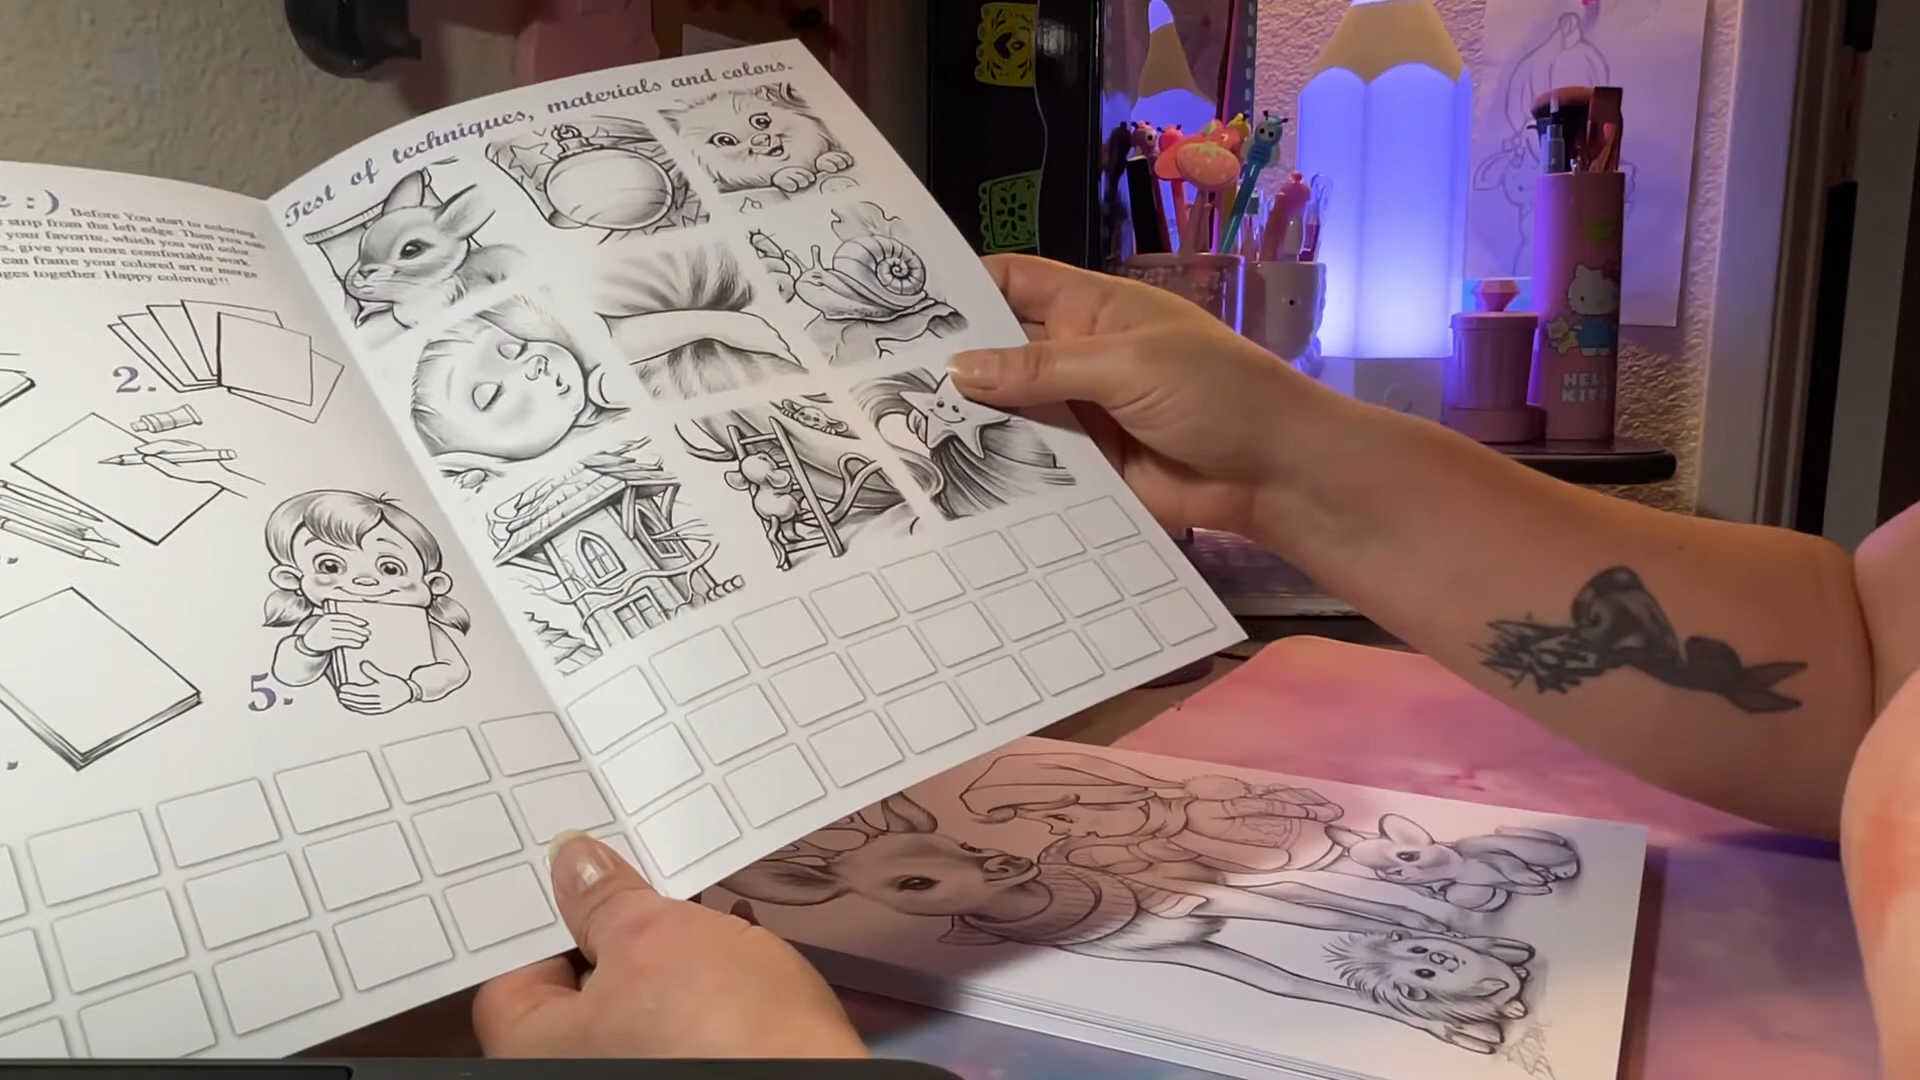 e :) Before You start to coloring,
strip from the left edge. Then you can
your favorite, which you will color
s, give you more comfortable work.
can frame your colored art or merge
ages together. Happy coloring!!!
2.
5.
Test of techniques, materials and colors.
HELLO
KITTY